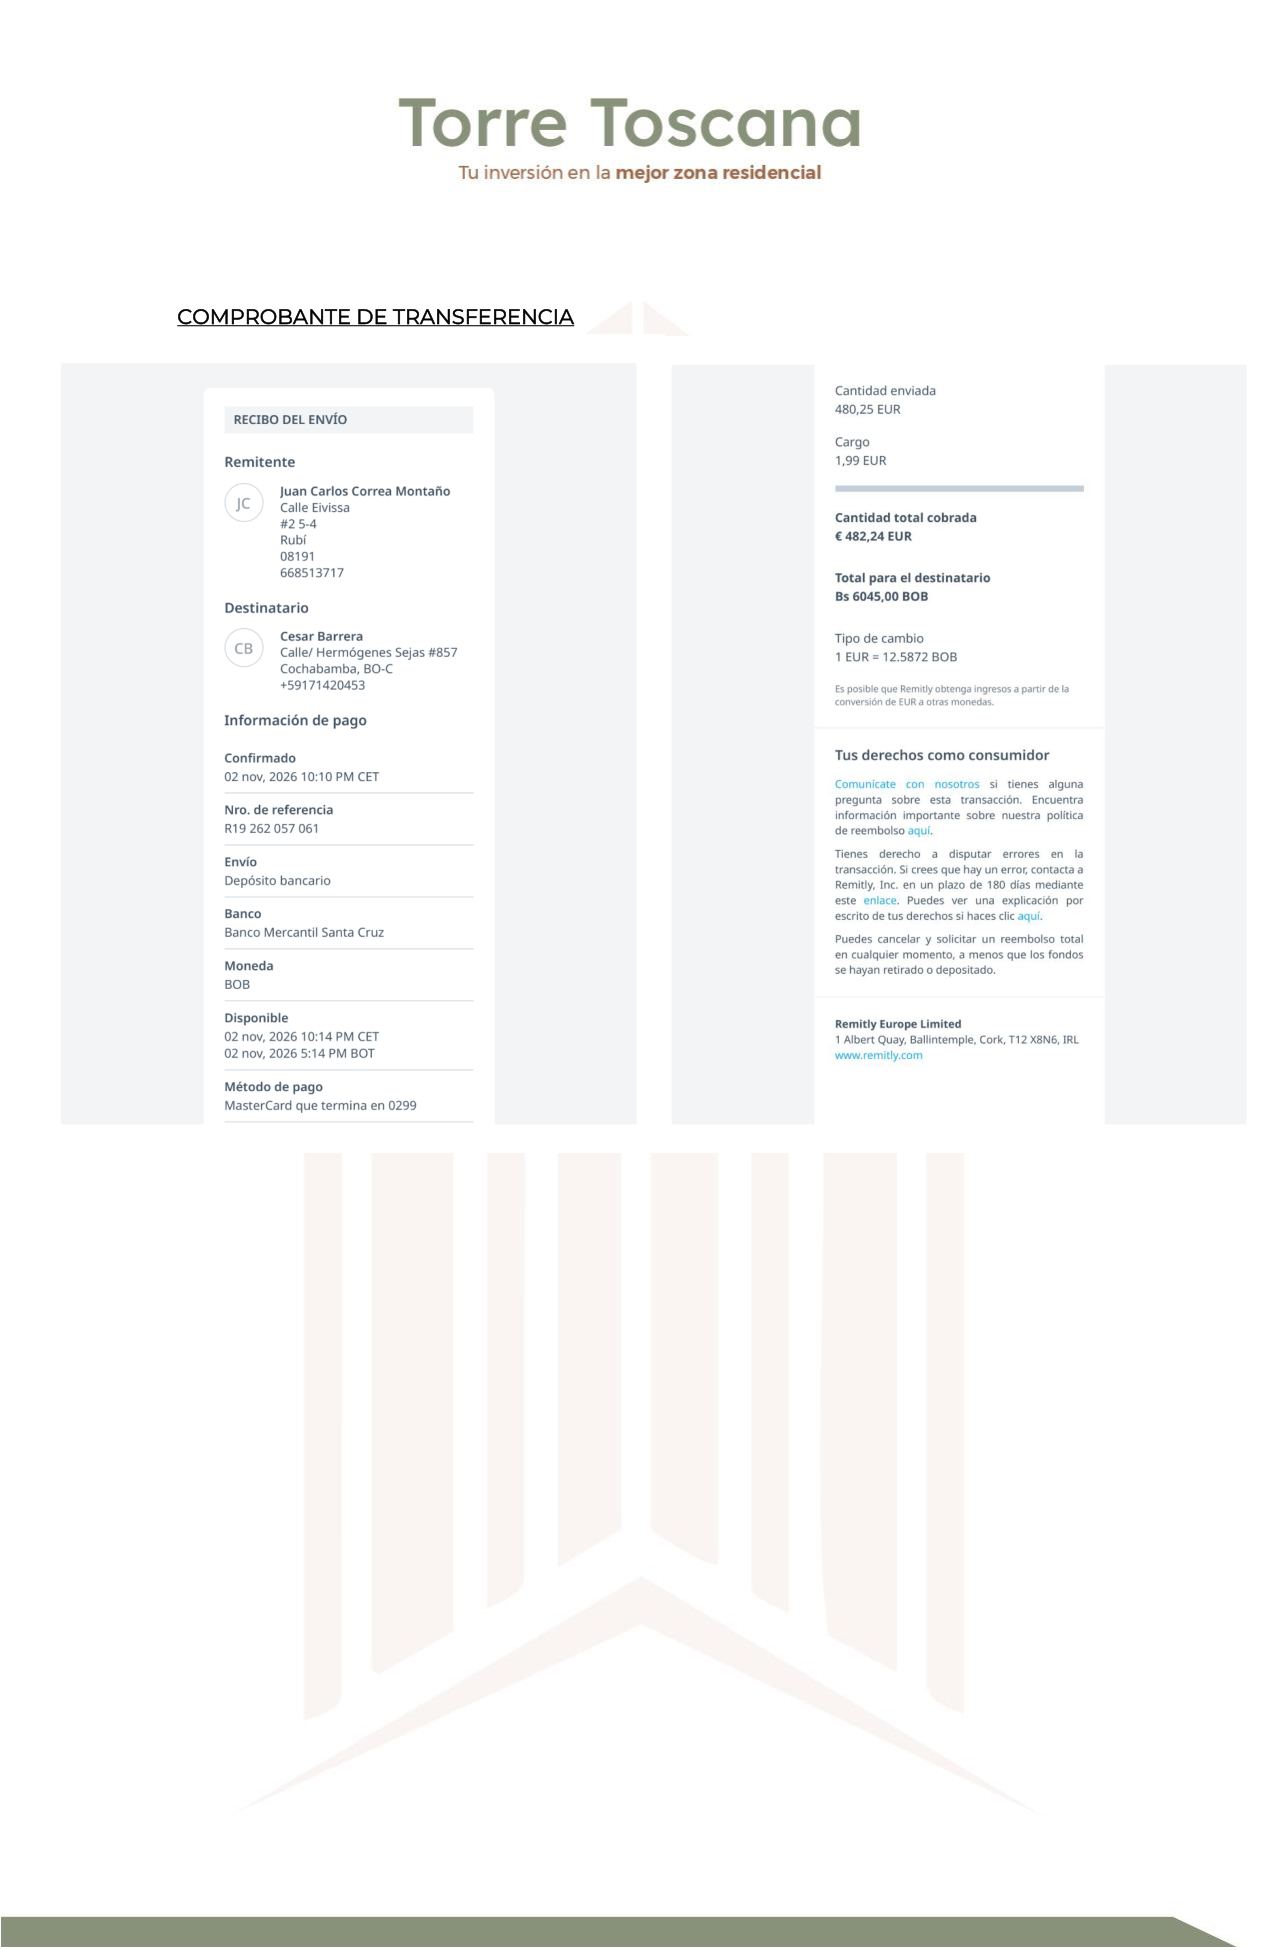 Torre Toscana
Tu inversión en la mejor zona residencial
COMPROBANTE DE TRANSFERENCIA
RECIBO DEL ENVÍO
Remitente
JC
Juan Carlos Correa Montaño
Calle Eivissa
#2 5-4
Rubí
08191
668513717
Destinatario
CB
Cesar Barrera
Calle/ Hermógenes Sejas #857
Cochabamba, BO-C
+59171420453
Información de pago
Confirmado
02 nov, 2026 10:10 PM CET
Nro. de referencia
R19 262 057 061
Envío
Depósito bancario
Banco
Banco Mercantil Santa Cruz
Moneda
BOB
Disponible
02 nov, 2026 10:14 PM CET
02 nov, 2026 5:14 PM BOT
Método de pago
MasterCard que termina en 0299
Cantidad enviada
480,25 EUR
Cargo
1,99 EUR
Cantidad total cobrada
€ 482,24 EUR
Total para el destinatario
Bs 6045,00 BOB
Tipo de cambio
1 EUR = 12.5872 BOB
Es posible que Remitly obtenga ingresos a partir de la
conversión de EUR a otras monedas.
Tus derechos como consumidor
Comunícate con nosotros si tienes alguna
pregunta sobre esta transacción. Encuentra
información importante sobre nuestra política
de reembolso aquí.
Tienes derecho a disputar errores en la
transacción. Si crees que hay un error, contacta a
Remitly, Inc. en un plazo de 180 días mediante
este enlace. Puedes ver una explicación por
escrito de tus derechos si haces clic aquí.
Puedes cancelar y solicitar un reembolso total
en cualquier momento, a menos que los fondos
se hayan retirado o depositado.
Remitly Europe Limited
1 Albert Quay, Ballintemple, Cork, T12 X8N6, IRL
www.remitly.com